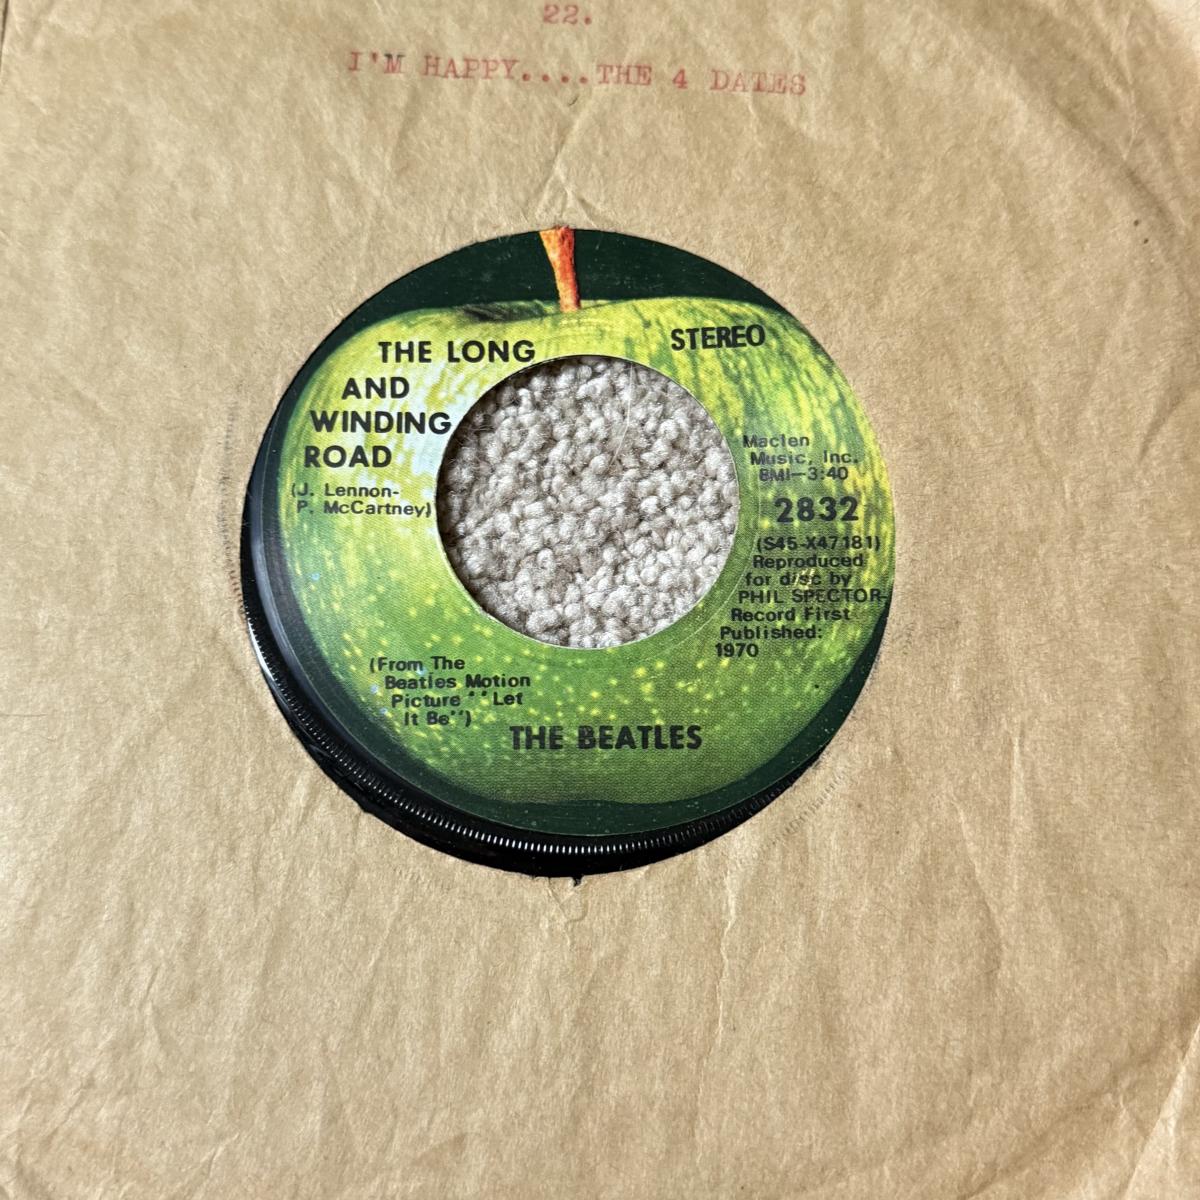 22.
I'M HAPPY....THE 4 DATES
THE LONG
AND
WINDING
ROAD
(J. Lennon-
P. McCartney)
STEREO
Maclen
Music, Inc.
BMI—3:40
2832
(S45-X47181)
Reproduced
for disc by
PHIL SPECTOR-
Record First
Published:
1970
(From The
Beatles Motion
Picture "Let
It Be")
THE BEATLES